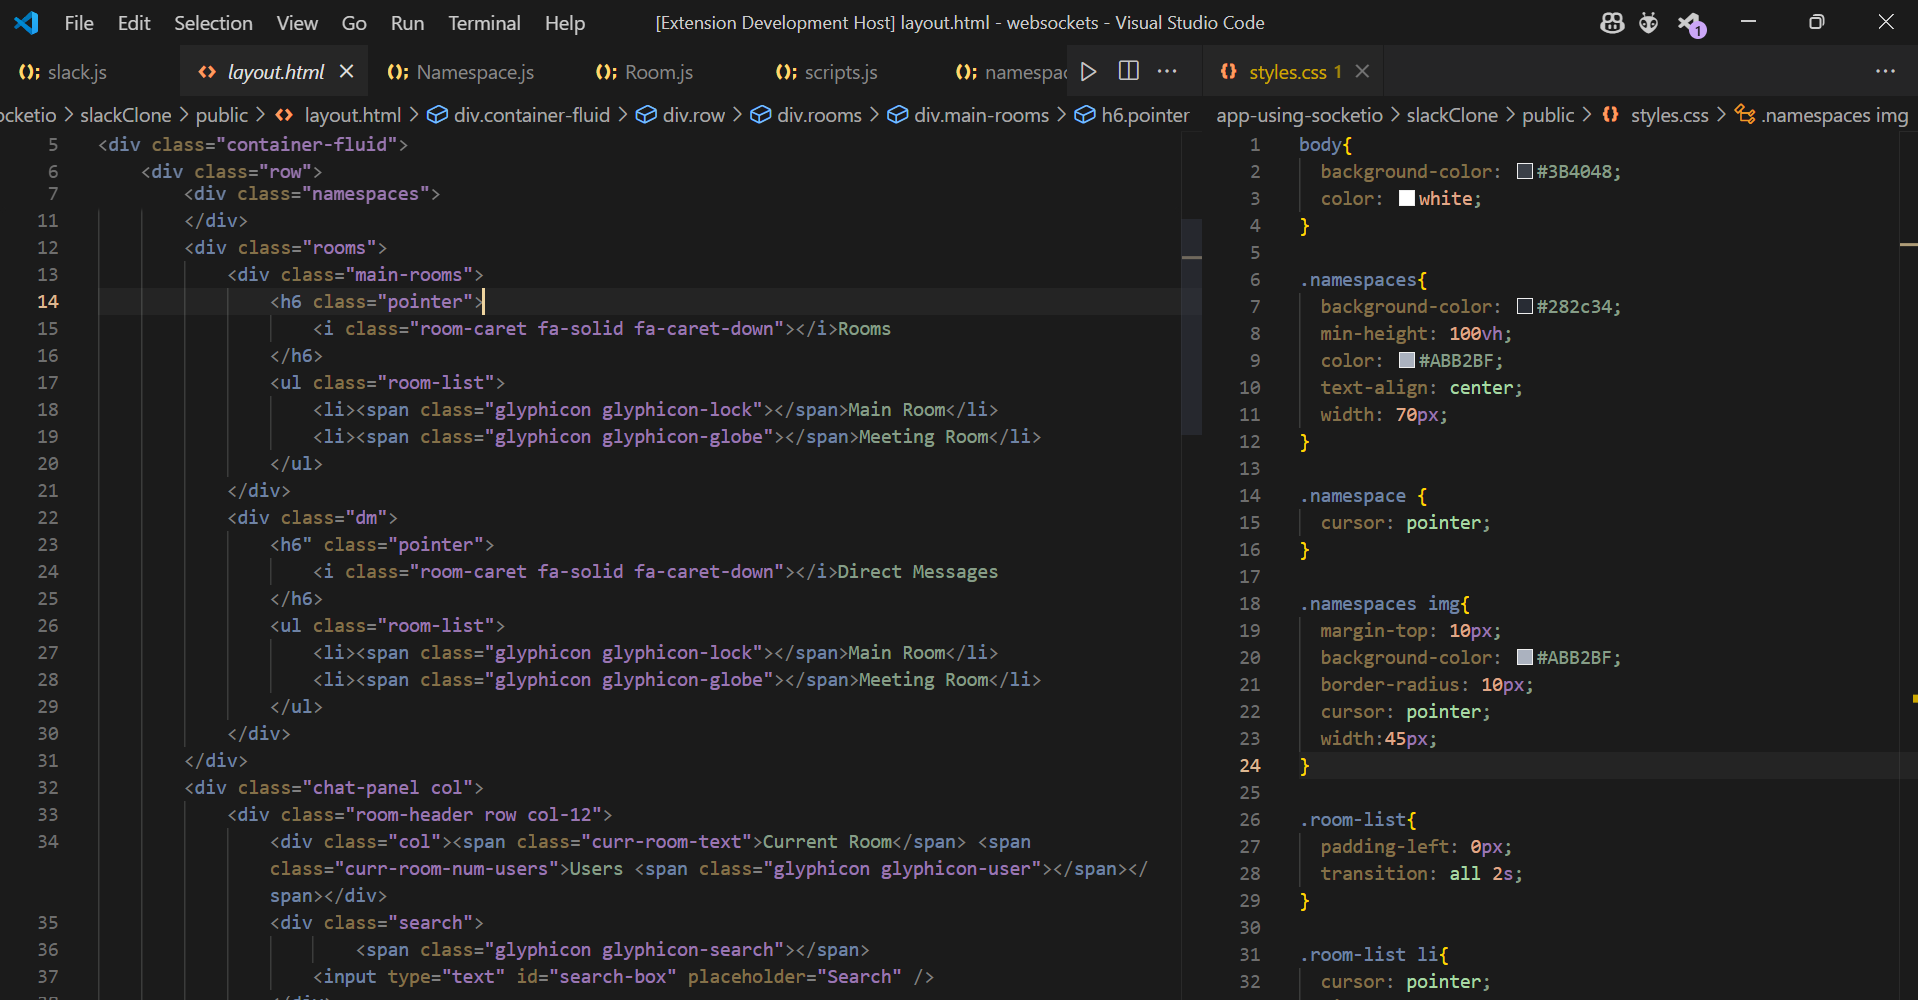 File Edit Selection View Go Run Terminal Help [Extension Development Host] layout.html - websockets - Visual Studio Code 1
slack.js layout.html Namespace.js Room.js scripts.js namespac styles.css 1
ocketio > slackClone > public > layout.html > div.container-fluid > div.row > div.rooms > div.main-rooms > h6.pointer
5 <div class="container-fluid">
6 <div class="row">
7 <div class="namespaces">
11 </div>
12 <div class="rooms">
13 <div class="main-rooms">
14 <h6 class="pointer">
15 <i class="room-caret fa-solid fa-caret-down"></i>Rooms
16 </h6>
17 <ul class="room-list">
18 <li><span class="glyphicon glyphicon-lock"></span>Main Room</li>
19 <li><span class="glyphicon glyphicon-globe"></span>Meeting Room</li>
20 </ul>
21 </div>
22 <div class="dm">
23 <h6" class="pointer">
24 <i class="room-caret fa-solid fa-caret-down"></i>Direct Messages
25 </h6>
26 <ul class="room-list">
27 <li><span class="glyphicon glyphicon-lock"></span>Main Room</li>
28 <li><span class="glyphicon glyphicon-globe"></span>Meeting Room</li>
29 </ul>
30 </div>
31 </div>
32 <div class="chat-panel col">
33 <div class="room-header row col-12">
34 <div class="col"><span class="curr-room-text">Current Room</span> <span
class="curr-room-num-users">Users <span class="glyphicon glyphicon-user"></span></
span></div>
35 <div class="search">
36 <span class="glyphicon glyphicon-search"></span>
37 <input type="text" id="search-box" placeholder="Search" />
app-using-socketio > slackClone > public > styles.css > .namespaces img
1 body{
2 background-color: #3B4048;
3 color: white;
4 }
5
6 .namespaces{
7 background-color: #282c34;
8 min-height: 100vh;
9 color: #ABB2BF;
10 text-align: center;
11 width: 70px;
12 }
13
14 .namespace {
15 cursor: pointer;
16 }
17
18 .namespaces img{
19 margin-top: 10px;
20 background-color: #ABB2BF;
21 border-radius: 10px;
22 cursor: pointer;
23 width:45px;
24 }
25
26 .room-list{
27 padding-left: 0px;
28 transition: all 2s;
29 }
30
31 .room-list li{
32 cursor: pointer;